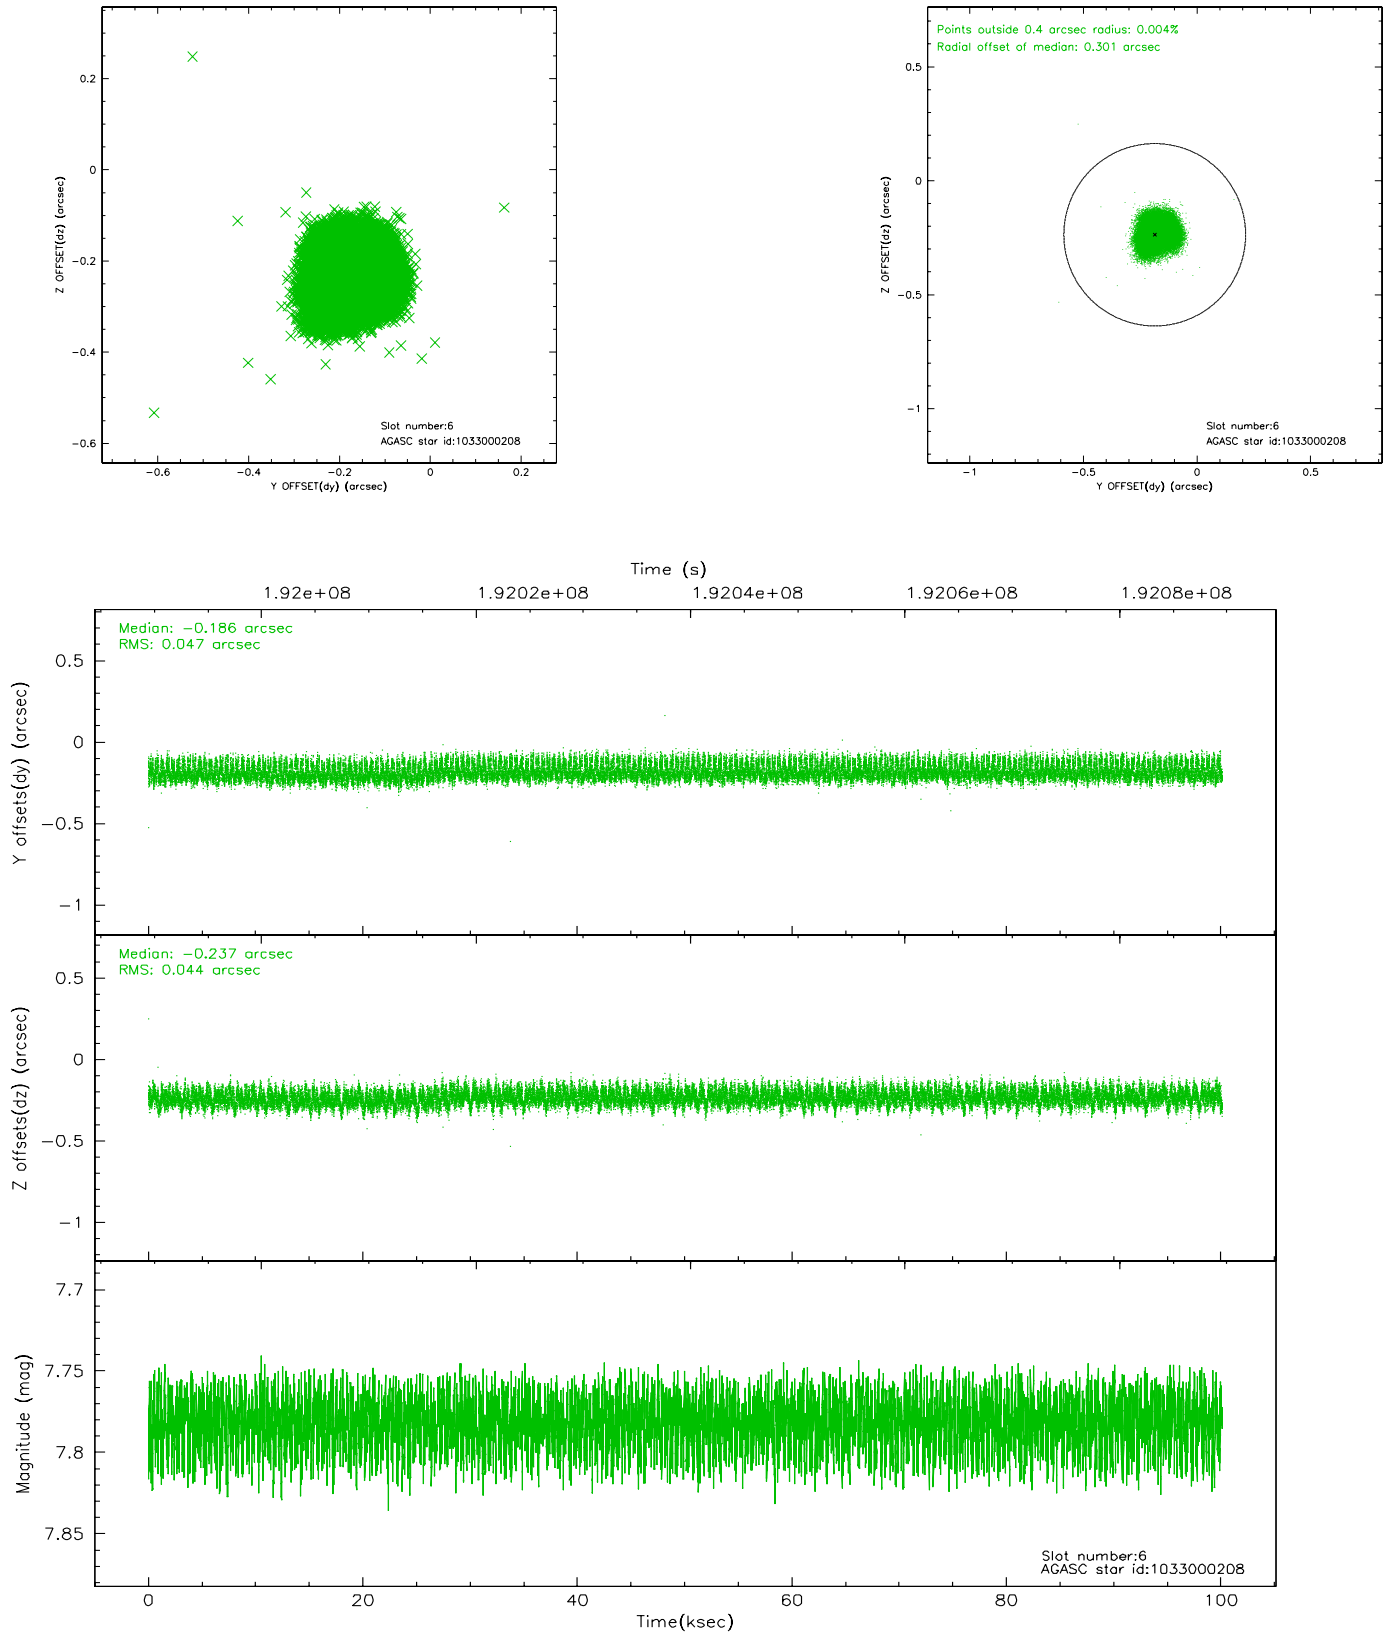 0.2
0
-0.2
-0.4
-0.6
Z OFFSET(dz) (arcsec)
Slot number:6
AGASC star id:1033000208
-0.6 -0.4 -0.2 0 0.2
Y OFFSET(dy) (arcsec)
Points outside 0.4 arcsec radius: 0.004%
Radial offset of median: 0.301 arcsec
0.5
0
-0.5
-1
Z OFFSET(dz) (arcsec)
Slot number:6
AGASC star id:1033000208
-1 -0.5 0 0.5
Y OFFSET(dy) (arcsec)
Time (s)
1.92e+08 1.9202e+08 1.9204e+08 1.9206e+08 1.9208e+08
Median: -0.186 arcsec
RMS: 0.047 arcsec
0.5
0
-0.5
-1
Y offsets(dy) (arcsec)
Median: -0.237 arcsec
RMS: 0.044 arcsec
0.5
0
-0.5
-1
Z offsets(dz) (arcsec)
7.7
7.75
7.8
7.85
Magnitude (mag)
Slot number:6
AGASC star id:1033000208
0 20 40 60 80 100
Time(ksec)